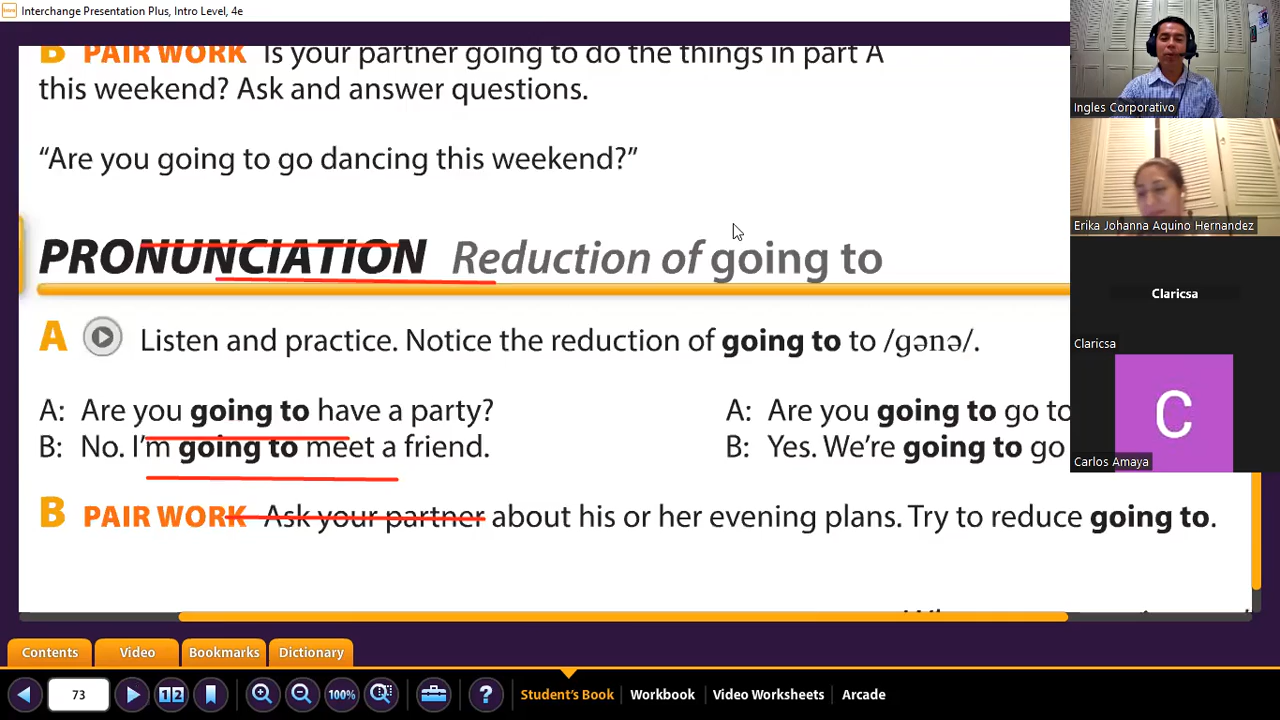 Interchange Presentation Plus, Intro Level, 4e
B PAIR WORK Is your partner going to do the things in part A
this weekend? Ask and answer questions.
“Are you going to go dancing this weekend?”
PRONUNCIATION Reduction of going to
A Listen and practice. Notice the reduction of going to to /gənə/.
A: Are you going to have a party?
B: No. I’m going to meet a friend.
A: Are you going to go to
B: Yes. We’re going to go
B PAIR WORK Ask your partner about his or her evening plans. Try to reduce going to.
Ingles Corporativo
Erika Johanna Aquino Hernandez
Claricsa
Claricsa
C
Carlos Amaya
Contents Video Bookmarks Dictionary
73 1 2 100% ? Student's Book Workbook Video Worksheets Arcade